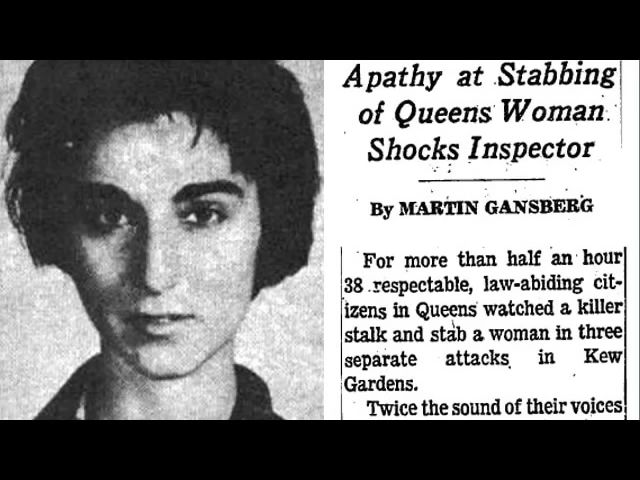 Apathy at Stabbing
of Queens Woman
Shocks Inspector
By MARTIN GANSBERG
For more than half an hour
38 respectable, law-abiding cit-
izens in Queens watched a killer
stalk and stab a woman in three
separate attacks in Kew
Gardens.
Twice the sound of their voices